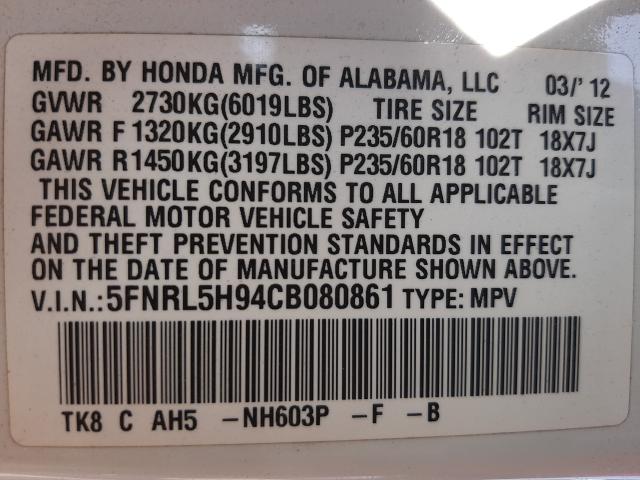 MFD. BY HONDA MFG. OF ALABAMA, LLC 03/'12
GVWR 2730KG(6019LBS) TIRE SIZE RIM SIZE
GAWR F 1320KG(2910LBS) P235/60R18 102T 18X7J
GAWR R1450KG(3197LBS) P235/60R18 102T 18X7J
THIS VEHICLE CONFORMS TO ALL APPLICABLE
FEDERAL MOTOR VEHICLE SAFETY
AND THEFT PREVENTION STANDARDS IN EFFECT
ON THE DATE OF MANUFACTURE SHOWN ABOVE.
V.I.N.:5FNRL5H94CB080861 TYPE: MPV
TK8 C AH5 -NH603P -F -B